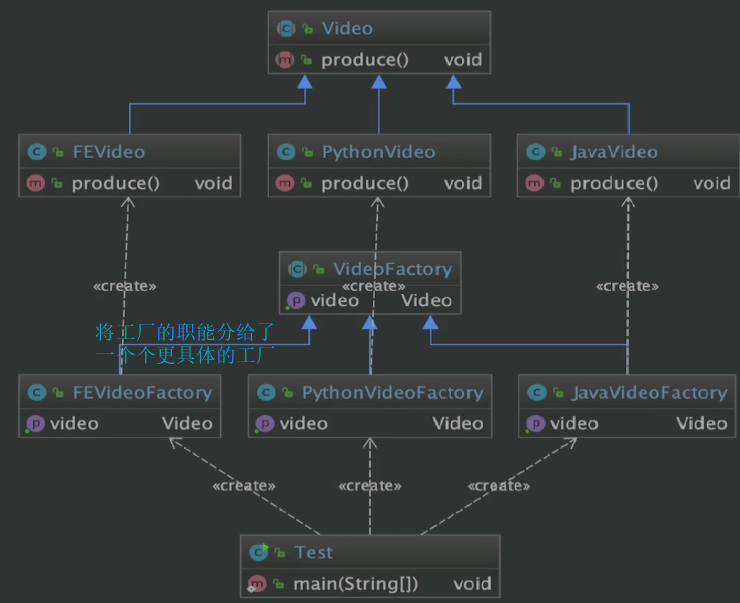 Video
produce() void
FEVideo
produce() void
PythonVideo
produce() void
JavaVideo
produce() void
«create»
«create»
«create»
VideoFactory
video Video
将工厂的职能分给了
一个个更具体的工厂
FEVideoFactory
video Video
PythonVideoFactory
video Video
JavaVideoFactory
video Video
«create»
«create»
«create»
Test
main(String[]) void